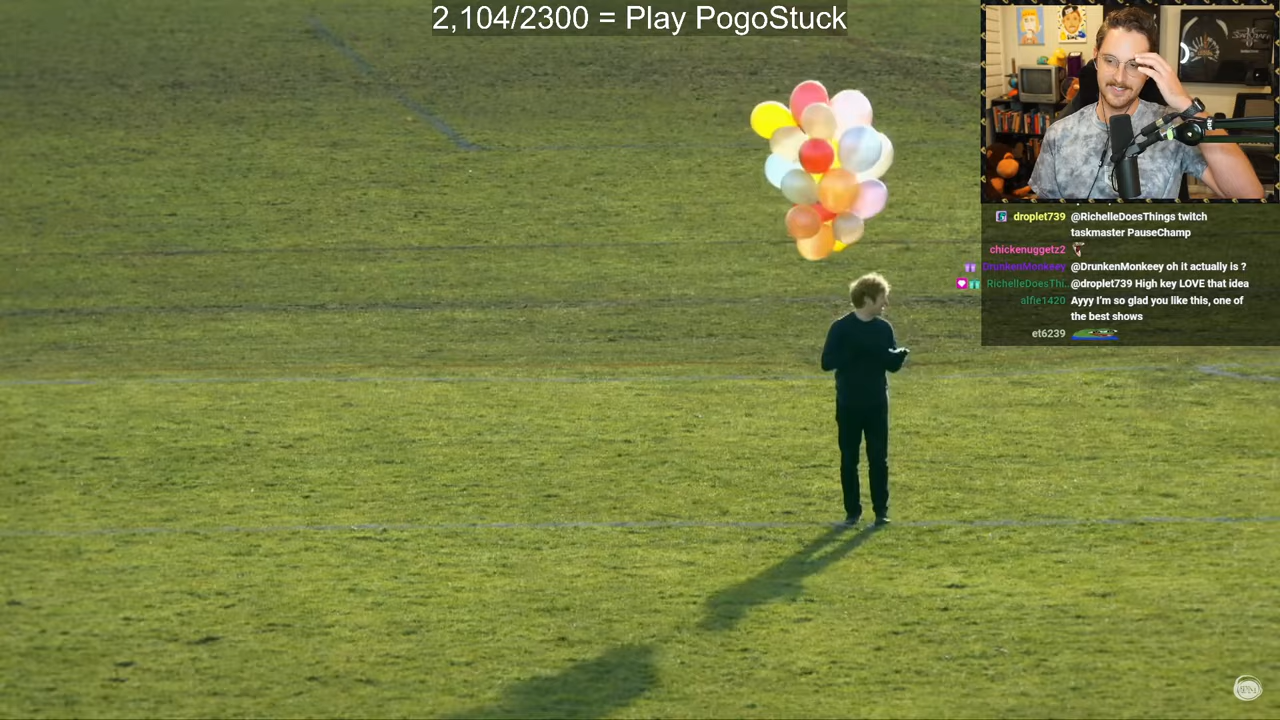 2,104/2300 = Play PogoStuck
droplet739 @RichelleDoesThings twitch
taskmaster PauseChamp
chickenuggetz2
DrunkenMonkeey @DrunkenMonkeey oh it actually is ?
RichelleDoesThi.. @droplet739 High key LOVE that idea
alfie1420 Ayyy I'm so glad you like this, one of
the best shows
et6239